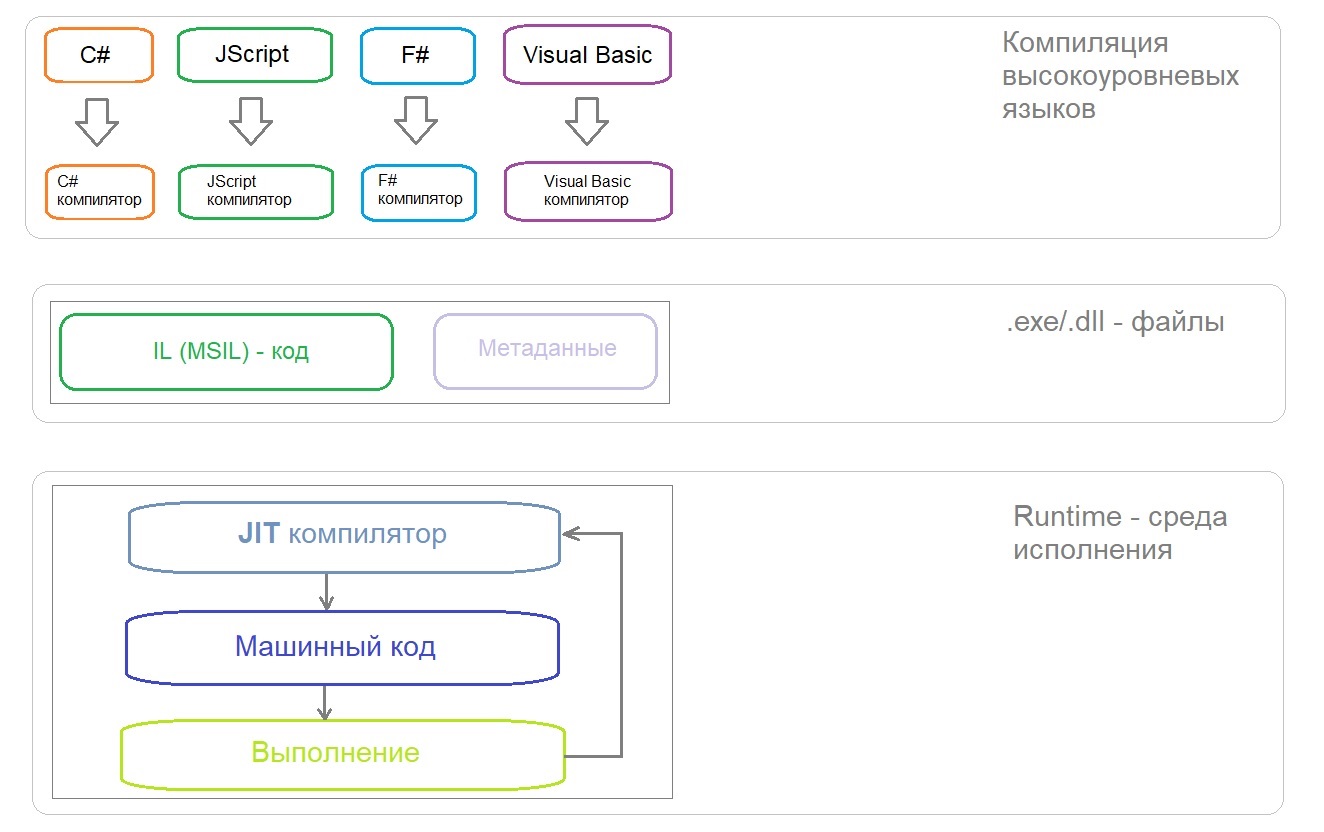 C#
JScript
F#
Visual Basic
Компиляция
высокоуровневых
языков
C#
компилятор
JScript
компилятор
F#
компилятор
Visual Basic
компилятор
IL (MSIL) - код
Метаданные
.exe/.dll - файлы
JIT компилятор
Машинный код
Выполнение
Runtime - среда
исполнения